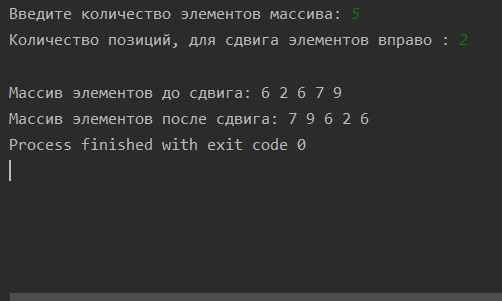 Введите количество элементов массива: 5
Количество позиций, для сдвига элементов вправо : 2
Массив элементов до сдвига: 6 2 6 7 9
Массив элементов после сдвига: 7 9 6 2 6
Process finished with exit code 0